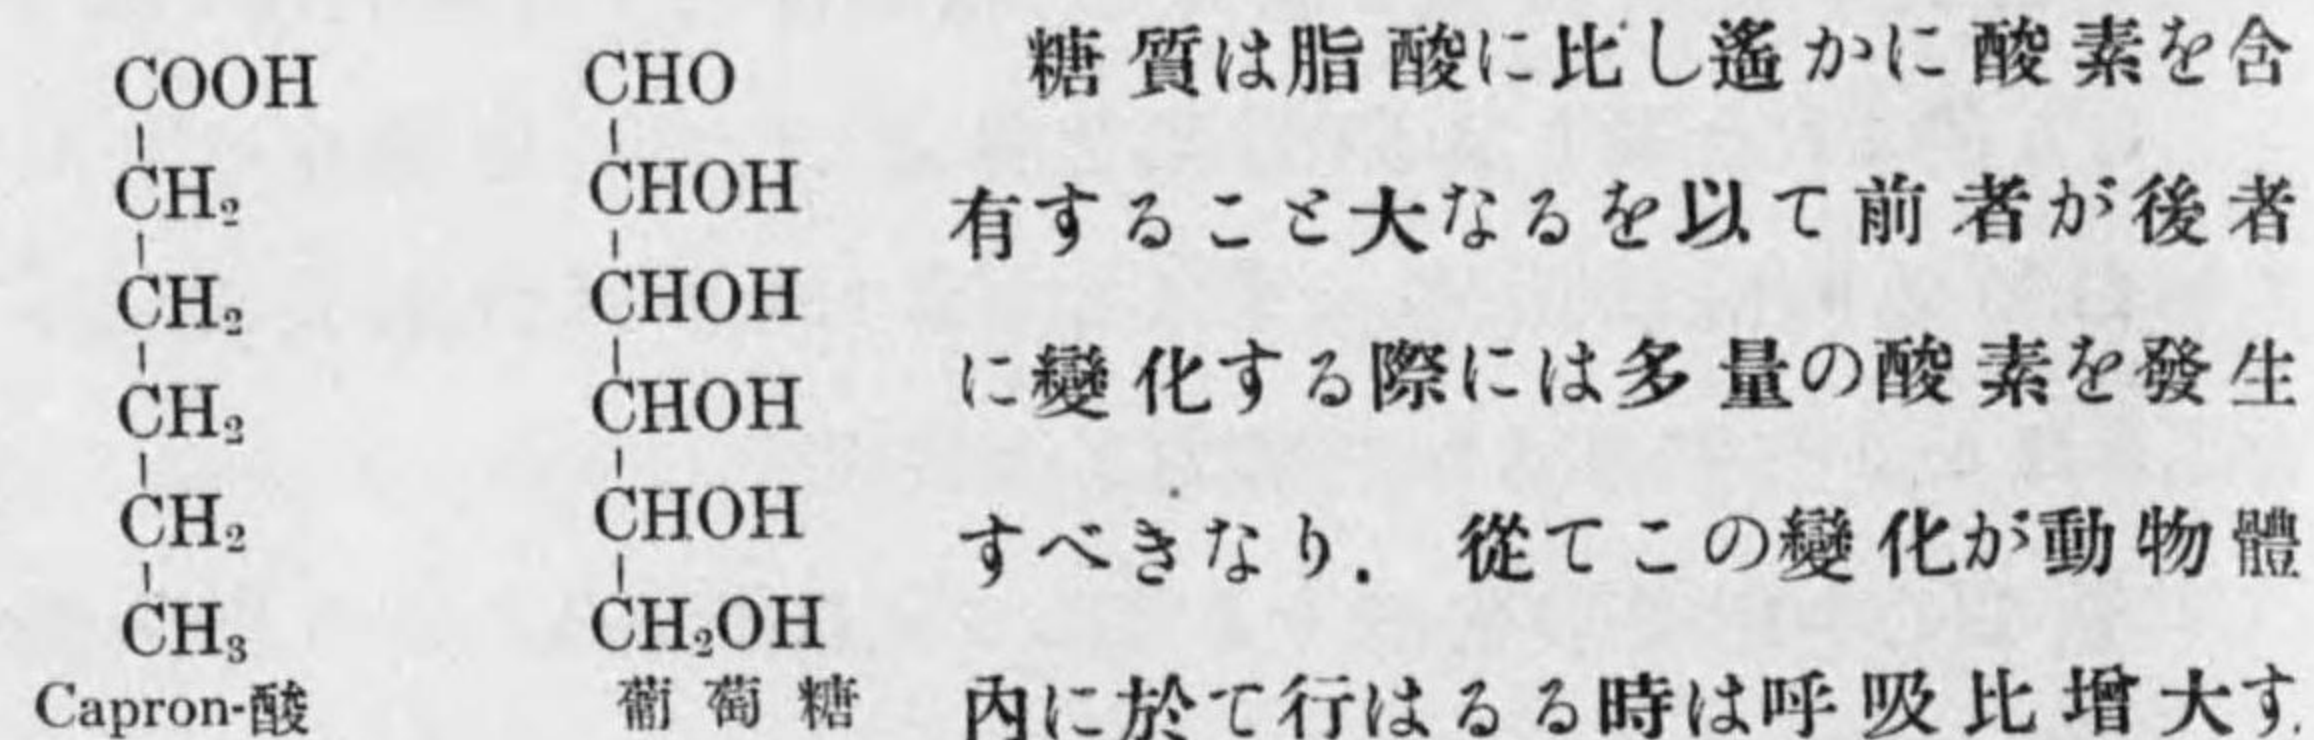 COOH
CH₂
CH₂
CH₂
CH₂
CH₃
Capron-酸
CHO
CHOH
CHOH
CHOH
CHOH
CH₂OH
葡萄糖
糖質は脂酸に比し遙かに酸素を含
有すること大なるを以て前者が後者
に變化する際には多量の酸素を發生
すべきなり. 從てこの變化が動物體
內に於て行はるる時は呼吸比增大す.